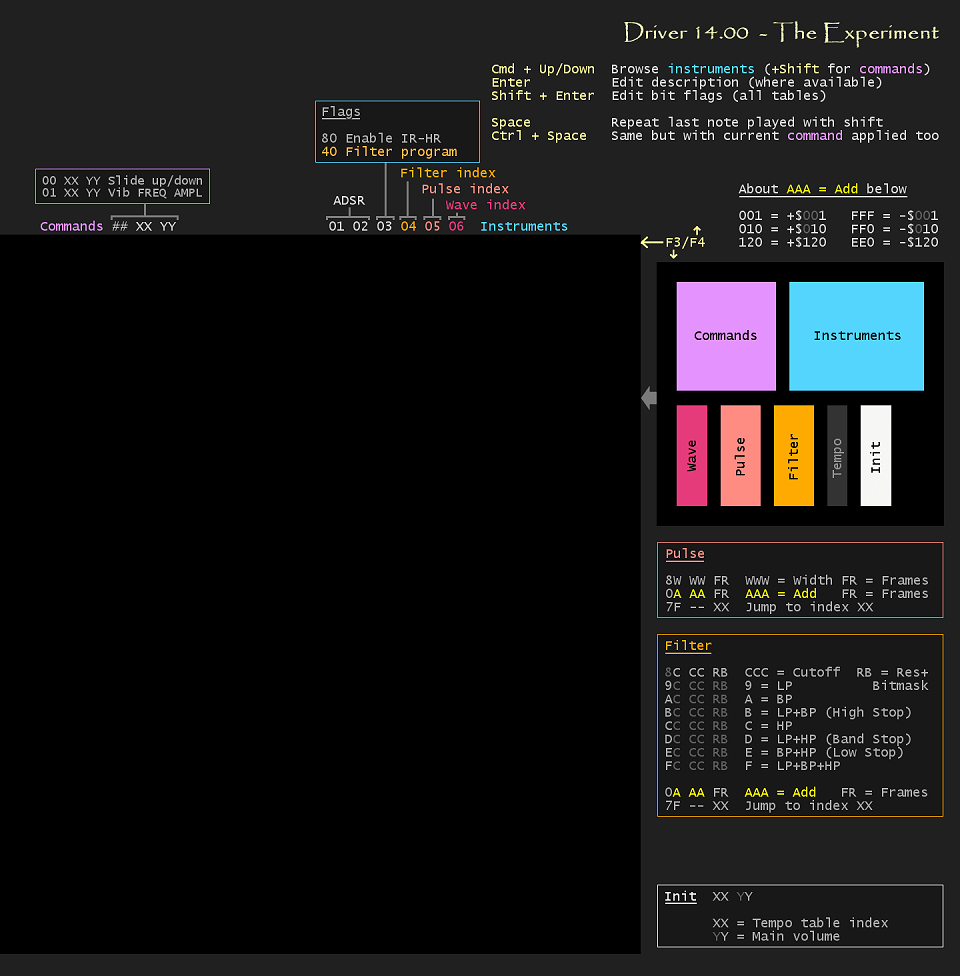 Driver 14.00 - The Experiment
Cmd + Up/Down Browse instruments (+Shift for commands)
Enter Edit description (where available)
Shift + Enter Edit bit flags (all tables)
Space Repeat last note played with shift
Ctrl + Space Same but with current command applied too
Flags
80 Enable IR-HR
40 Filter program
00 XX YY Slide up/down
01 XX YY Vib FREQ AMPL
Filter index
Pulse index
Wave index
ADSR
Commands ## XX YY
01 02 03 04 05 06 Instruments
About AAA = Add below
001 = +$001 FFF = -$001
010 = +$010 FF0 = -$010
120 = +$120 EE0 = -$120
F3/F4
Commands
Instruments
Wave
Pulse
Filter
Tempo
Init
Pulse
8W WW FR WWW = Width FR = Frames
0A AA FR AAA = Add FR = Frames
7F -- XX Jump to index XX
Filter
8C CC RB CCC = Cutoff RB = Res+
9C CC RB 9 = LP Bitmask
AC CC RB A = BP
BC CC RB B = LP+BP (High Stop)
CC CC RB C = HP
DC CC RB D = LP+HP (Band Stop)
EC CC RB E = BP+HP (Low Stop)
FC CC RB F = LP+BP+HP
0A AA FR AAA = Add FR = Frames
7F -- XX Jump to index XX
Init XX YY
XX = Tempo table index
YY = Main volume